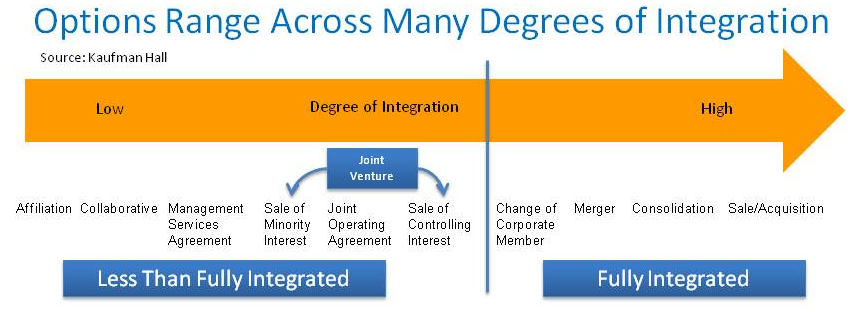 Options Range Across Many Degrees of Integration
Source: Kaufman Hall
Low
Degree of Integration
High
Joint
Venture
Affiliation
Collaborative
Management
Services
Agreement
Sale of
Minority
Interest
Joint
Operating
Agreement
Sale of
Controlling
Interest
Change of
Corporate
Member
Merger
Consolidation
Sale/Acquisition
Less Than Fully Integrated
Fully Integrated